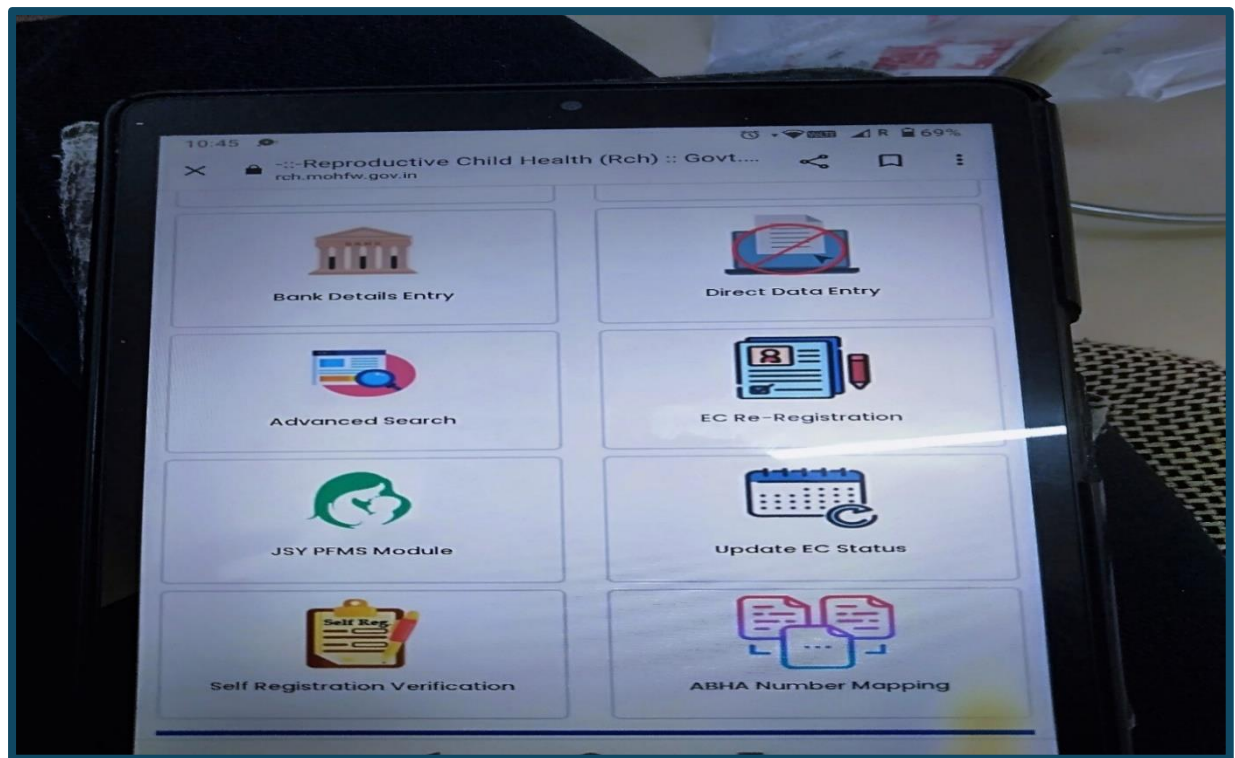 10:45 VoLTE R 69%
-::-Reproductive Child Health (Rch) :: Govt....
rch.mohfw.gov.in
Bank Details Entry
Direct Data Entry
Advanced Search
EC Re-Registration
JSY PFMS Module
Update EC Status
Self Reg
Self Registration Verification
ABHA Number Mapping